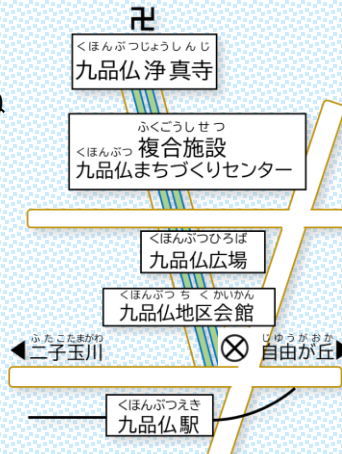 卍
くほんぶつじょうしんじ
九品仏浄真寺
ふくごうしせつ
複合施設
くほんぶつ
九品仏まちづくりセンター
くほんぶつひろば
九品仏広場
くほんぶつちくかいかん
九品仏地区会館
ふたこたまがわ
二子玉川
じゆうがおか
自由が丘
くほんぶつえき
九品仏駅